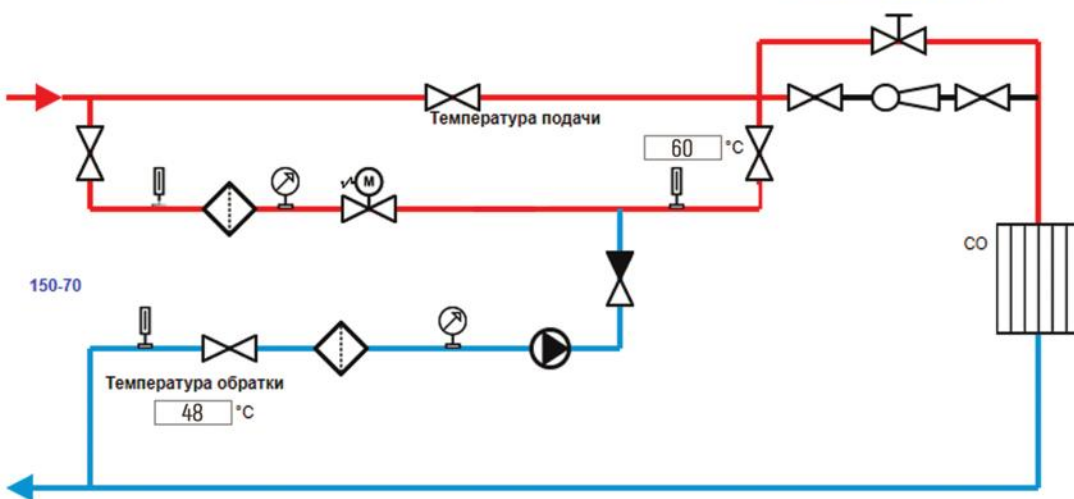 Температура подачи
60 °C
M
CO
150-70
Температура обратки
48 °C